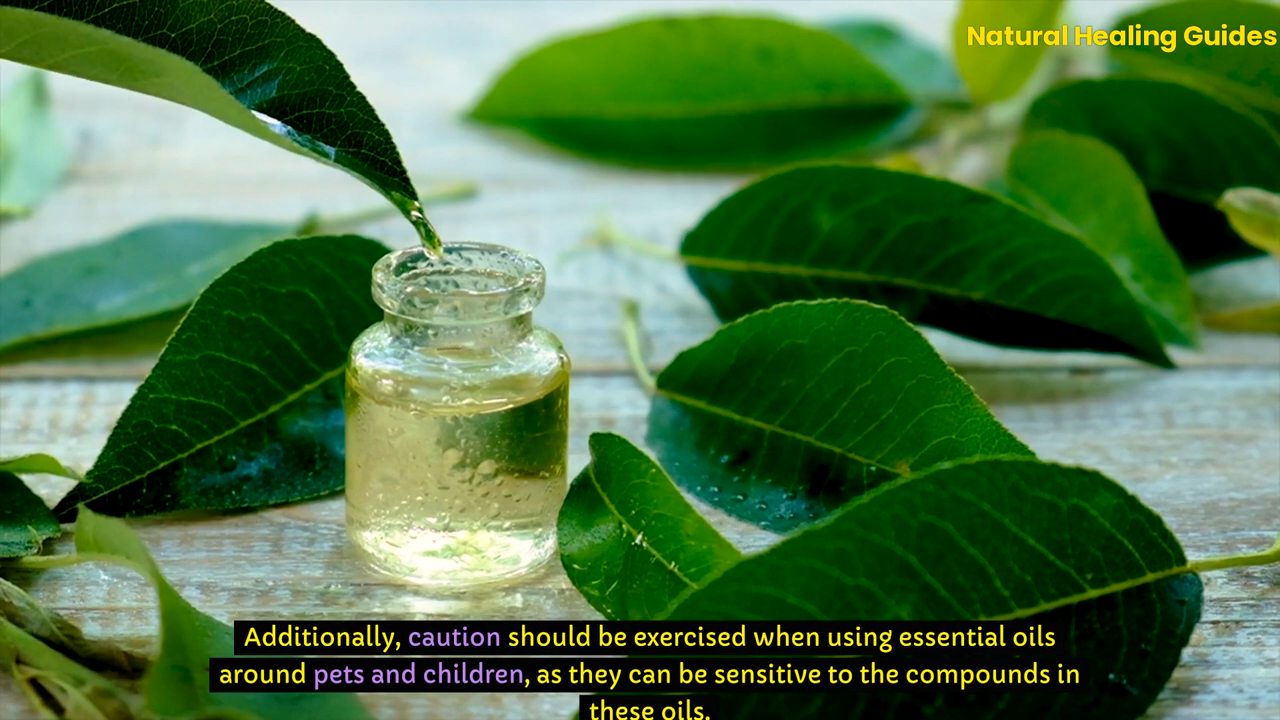 Natural Healing Guides
Additionally, caution should be exercised when using essential oils
around pets and children, as they can be sensitive to the compounds in
these oils.